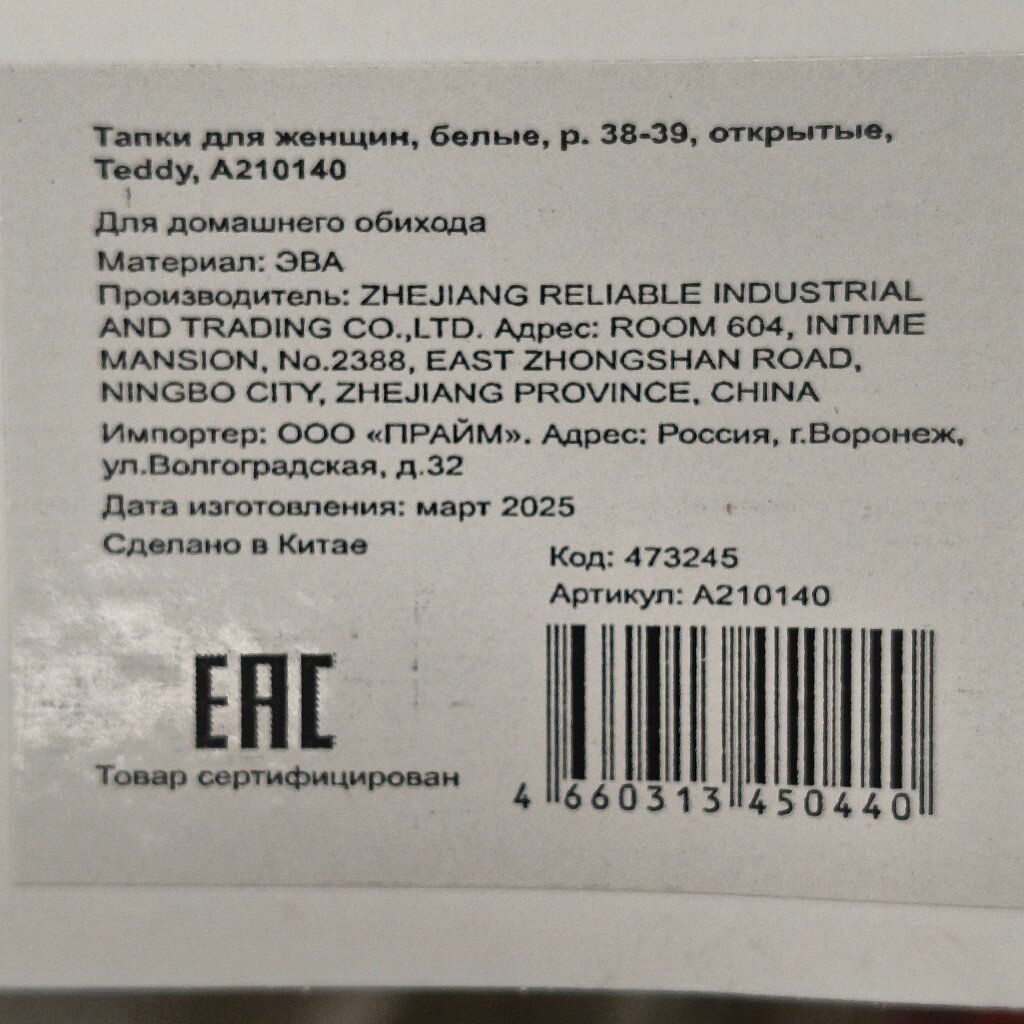 Тапки для женщин, белые, р. 38-39, открытые,
Teddy, A210140
Для домашнего обихода
Материал: ЭВА
Производитель: ZHEJIANG RELIABLE INDUSTRIAL
AND TRADING CO.,LTD. Адрес: ROOM 604, INTIME
MANSION, No.2388, EAST ZHONGSHAN ROAD,
NINGBO CITY, ZHEJIANG PROVINCE, CHINA
Импортер: ООО «ПРАЙМ». Адрес: Россия, г.Воронеж,
ул.Волгоградская, д.32
Дата изготовления: март 2025
Сделано в Китае
Код: 473245
Артикул: A210140
EAC
Товар сертифицирован
4 660313 450440